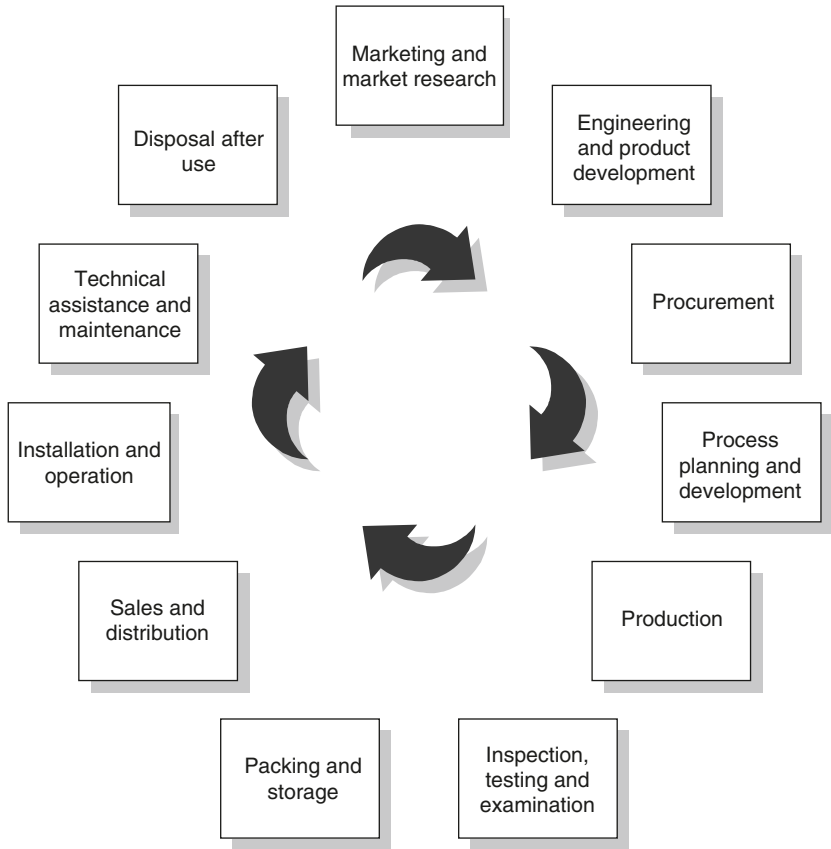 Marketing and
market research
Engineering
and product
development
Procurement
Process
planning and
development
Production
Inspection,
testing and
examination
Packing and
storage
Sales and
distribution
Installation and
operation
Technical
assistance and
maintenance
Disposal after
use